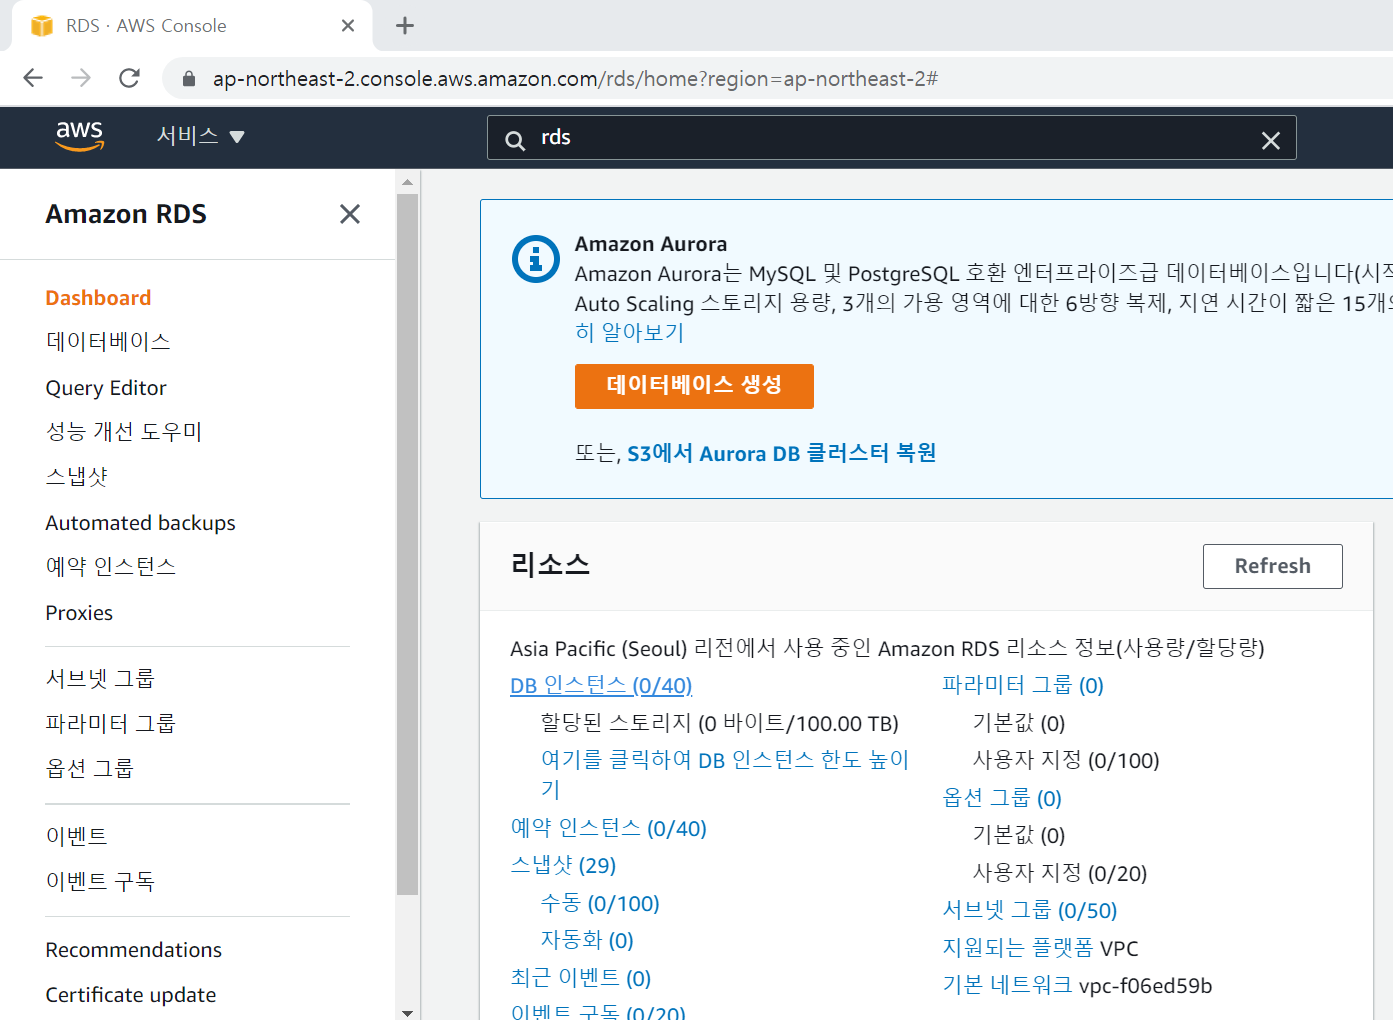 RDS · AWS Console
ap-northeast-2.console.aws.amazon.com/rds/home?region=ap-northeast-2#
aws
서비스
rds
Amazon RDS
Dashboard
데이터베이스
Query Editor
성능 개선 도우미
스냅샷
Automated backups
예약 인스턴스
Proxies
서브넷 그룹
파라미터 그룹
옵션 그룹
이벤트
이벤트 구독
Recommendations
Certificate update
Amazon Aurora
Amazon Aurora는 MySQL 및 PostgreSQL 호환 엔터프라이즈급 데이터베이스입니다(시작
Auto Scaling 스토리지 용량, 3개의 가용 영역에 대한 6방향 복제, 지연 시간이 짧은 15개의
히 알아보기
데이터베이스 생성
또는, S3에서 Aurora DB 클러스터 복원
리소스
Refresh
Asia Pacific (Seoul) 리전에서 사용 중인 Amazon RDS 리소스 정보(사용량/할당량)
DB 인스턴스 (0/40)
할당된 스토리지 (0 바이트/100.00 TB)
여기를 클릭하여 DB 인스턴스 한도 높이
기
예약 인스턴스 (0/40)
스냅샷 (29)
수동 (0/100)
자동화 (0)
최근 이벤트 (0)
이벤트 구독 (0/20)
파라미터 그룹 (0)
기본값 (0)
사용자 지정 (0/100)
옵션 그룹 (0)
기본값 (0)
사용자 지정 (0/20)
서브넷 그룹 (0/50)
지원되는 플랫폼 VPC
기본 네트워크 vpc-f06ed59b